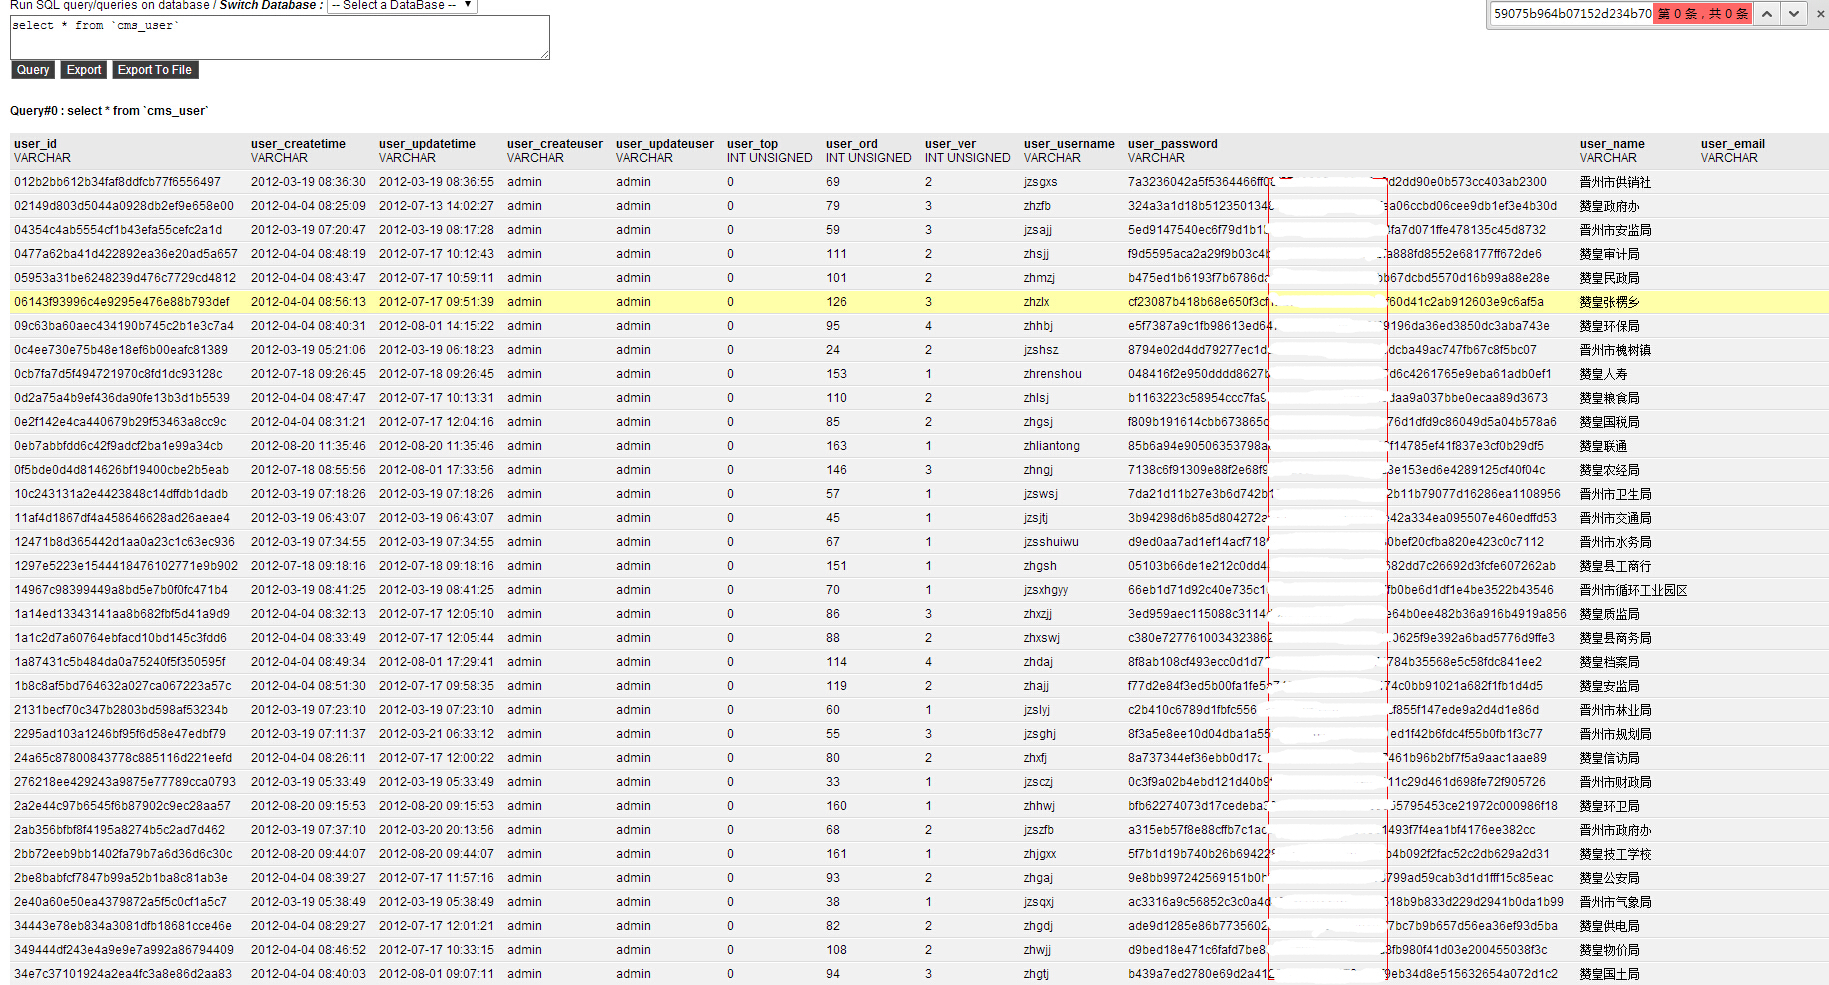 Run SQL query/queries on database / Switch Database : -- Select a DataBase --
59075b964b07152d234b70 第 0 条，共 0 条
select * from `cms_user`
Query Export Export To File
Query#0 : select * from `cms_user`
user_id user_createtime user_updatetime user_createuser user_updateuser user_top user_ord user_ver user_username user_password user_name user_email
VARCHAR VARCHAR VARCHAR VARCHAR VARCHAR INT UNSIGNED INT UNSIGNED INT UNSIGNED VARCHAR VARCHAR VARCHAR VARCHAR
012b2bb612b34faf8ddfcb77f6556497 2012-03-19 08:36:30 2012-03-19 08:36:55 admin admin 0 69 2 jzsgxs 7a3236042a5f5364466ff0 d2dd90e0b573cc403ab2300 晋州市供销社
02149d803d5044a0928db2ef9e658e00 2012-04-04 08:25:09 2012-07-13 14:02:27 admin admin 0 79 3 zhzfb 324a3a1d18b512350134 aa06ccbd06cee9db1ef3e4b30d 赞皇政府办
04354c4ab5554cf1b43efa55cefc2a1d 2012-03-19 07:20:47 2012-03-19 08:17:28 admin admin 0 59 3 jzsajj 5ed9147540ec6f79d1b1 fa7d071ffe478135c45d8732 晋州市安监局
0477a62ba41d422892ea36e20ad5a657 2012-04-04 08:48:19 2012-07-17 10:12:43 admin admin 0 111 2 zhsjj f9d5595aca2a29f9b03c4 a888fd8552e68177ff672de6 赞皇审计局
05953a31be6248239d476c7729cd4812 2012-04-04 08:43:47 2012-07-17 10:59:11 admin admin 0 101 2 zhmzj b475ed1b6193f7b6786d b67dcbd5570d16b99a88e28e 赞皇民政局
06143f93996c4e9295e476e88b793def 2012-04-04 08:56:13 2012-07-17 09:51:39 admin admin 0 126 3 zhzlx cf23087b418b68e650f3c f60d41c2ab912603e9c6af5a 赞皇张楞乡
09c63ba60aec434190b745c2b1e3c7a4 2012-04-04 08:40:31 2012-08-01 14:15:22 admin admin 0 95 4 zhhbj e5f7387a9c1fb98613ed64 9196da36ed3850dc3aba743e 赞皇环保局
0c4ee730e75b48e18ef6b00eafc81389 2012-03-19 05:21:06 2012-03-19 06:18:23 admin admin 0 24 2 jzshsz 8794e02d4dd79277ec1d dcba49ac747fb67c8f5bc07 晋州市槐树镇
0cb7fa7d5f494721970c8fd1dc93128c 2012-07-18 09:26:45 2012-07-18 09:26:45 admin admin 0 153 1 zhrenshou 048416f2e950dddd8627 d6c4261765e9eba61adb0ef1 赞皇人寿
0d2a75a4b9ef436da90fe13b3d1b5539 2012-04-04 08:47:47 2012-07-17 10:13:31 admin admin 0 110 2 zhlsj b1163223c58954ccc7fa9 daa9a037bbe0ecaa89d3673 赞皇粮食局
0e2f142e4ca440679b29f53463a8cc9c 2012-04-04 08:31:21 2012-07-17 12:04:16 admin admin 0 85 2 zhgsj f809b191614cbb673865 76d1dfd9c86049d5a04b578a6 赞皇国税局
0eb7abbfdd6c42f9adcf2ba1e99a34cb 2012-08-20 11:35:46 2012-08-20 11:35:46 admin admin 0 163 1 zhliantong 85b6a94e90506353798a f14785ef41f837e3cf0b29df5 赞皇联通
0f5bde0d4d814626bf19400cbe2b5eab 2012-07-18 08:55:56 2012-08-01 17:33:56 admin admin 0 146 3 zhngj 7138c6f91309e88f2e68f9 3e153ed6e4289125cf40f04c 赞皇农经局
10c243131a2e4423848c14dffdb1dadb 2012-03-19 07:18:26 2012-03-19 07:18:26 admin admin 0 57 1 jzswsj 7da21d11b27e3b6d742b 2b11b79077d16286ea1108956 晋州市卫生局
11af4d1867df4a458646628ad26aeae4 2012-03-19 06:43:07 2012-03-19 06:43:07 admin admin 0 45 1 jzsjtj 3b94298d6b85d804272a 42a334ea095507e460edffd53 晋州市交通局
12471b8d365442d1aa0a23c1c63ec936 2012-03-19 07:34:55 2012-03-19 07:34:55 admin admin 0 67 1 jzsshuiwu d9ed0aa7ad1ef14acf718 0bef20cfba820e423c0c7112 晋州市水务局
1297e5223e1544418476102771e9b902 2012-07-18 09:18:16 2012-07-18 09:18:16 admin admin 0 151 1 zhgsh 05103b66de1e212c0dd4 682dd7c26692d3fcfe607262ab 赞皇县工商行
14967c98399449a8bd5e7b0f0fc471b4 2012-03-19 08:41:25 2012-03-19 08:41:25 admin admin 0 70 1 jzsxhgyy 66eb1d71d92c40e735c1 fb0be6d1df1e4be3522b43546 晋州市循环工业园区
1a14ed13343141aa8b682fbf5d41a9d9 2012-04-04 08:32:13 2012-07-17 12:05:10 admin admin 0 86 3 zhxzjj 3ed959aec115088c3114 e64b0ee482b36a916b4919a856 赞皇质监局
1a1c2d7a60764ebfacd10bd145c3fdd6 2012-04-04 08:33:49 2012-07-17 12:05:44 admin admin 0 88 2 zhxswj c380e727761003432386 0625f9e392a6bad5776d9ffe3 赞皇县商务局
1a87431c5b484da0a75240f5f350595f 2012-04-04 08:49:34 2012-08-01 17:29:41 admin admin 0 114 4 zhdaj 8f8ab108cf493ecc0d1d7 784b35568e5c58fdc841ee2 赞皇档案局
1b8c8af5bd764632a027ca067223a57c 2012-04-04 08:51:30 2012-07-17 09:58:35 admin admin 0 119 2 zhajj f77d2e84f3ed5b00fa1fe5 74c0bb91021a682f1fb1d4d5 赞皇安监局
2131becf70c347b2803bd598af53234b 2012-03-19 07:23:10 2012-03-19 07:23:10 admin admin 0 60 1 jzslyj c2b410c6789d1fbfc556 f855f147ede9a2d4d1e86d 晋州市林业局
2295ad103a1246bf95f6d58e47edbf79 2012-03-19 07:11:37 2012-03-21 06:33:12 admin admin 0 55 3 jzsghj 8f3a5e8ee10d04dba1a55 ed1f42b6fdc4f55b0fb1f3c77 晋州市规划局
24a65c87800843778c885116d221eefd 2012-04-04 08:26:11 2012-07-17 12:00:22 admin admin 0 80 2 zhxfj 8a737344ef36ebb0d17 461b96b2bf7f5a9aac1aae89 赞皇信访局
276218ee429243a9875e77789cca0793 2012-03-19 05:33:49 2012-03-19 05:33:49 admin admin 0 33 1 jzsczj 0c3f9a02b4ebd121d40b9 11c29d461d698fe72f905726 晋州市财政局
2a2e44c97b6545f6b87902c9ec28aa57 2012-08-20 09:15:53 2012-08-20 09:15:53 admin admin 0 160 1 zhhwj bfb62274073d17cedeba3 55795453ce21972c000986f18 赞皇环卫局
2ab356bfbf8f4195a8274b5c2ad7d462 2012-03-19 07:37:10 2012-03-20 20:13:56 admin admin 0 68 2 jzszfb a315eb57f8e88cffb7c1a 1493f7f4ea1bf4176ee382cc 晋州市政府办
2bb72eeb9bb1402fa79b7a6d36d6c30c 2012-08-20 09:44:07 2012-08-20 09:44:07 admin admin 0 161 1 zhjgxx 5f7b1d19b740b26b69422 b4b092f2fac52c2db629a2d31 赞皇技工学校
2be8babfcf7847b99a52b1ba8c81ab3e 2012-04-04 08:39:27 2012-07-17 11:57:16 admin admin 0 93 2 zhgaj 9e8bb997242569151b0 799ad59cab3d1d1fff15c85eac 赞皇公安局
2e40a60e50ea4379872a5f5c0cf1a5c7 2012-03-19 05:38:49 2012-03-19 05:38:49 admin admin 0 38 1 jzsqxj ac3316a9c56852c3c0a4d 18b9b833d229d2941b0da1b99 晋州市气象局
34443e78eb834a3081dfb18681cce46e 2012-04-04 08:29:27 2012-07-17 12:01:21 admin admin 0 82 2 zhgdj ade9d1285e86b7735602 7bc7b9b657d56ea36ef93d5ba 赞皇供电局
349444df243e4a9e9e7a992a86794409 2012-04-04 08:46:52 2012-07-17 10:33:15 admin admin 0 108 2 zhwjj d9bed18e471c6fafd7be8 3fb980f41d03e200455038f3c 赞皇物价局
34e7c37101924a2ea4fc3a8e86d2aa83 2012-04-04 08:40:03 2012-08-01 09:07:11 admin admin 0 94 3 zhgtj b439a7ed2780e69d2a41 9eb34d8e515632654a072d1c2 赞皇国土局